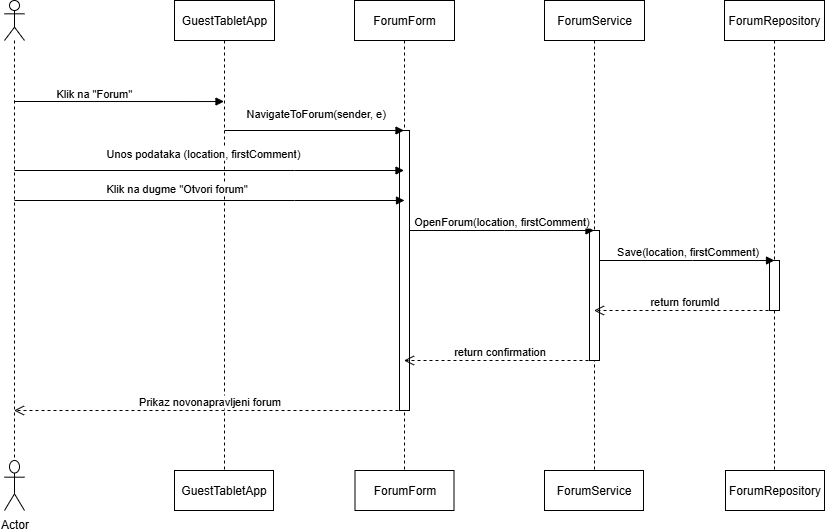 GuestTabletApp
ForumForm
ForumService
ForumRepository
Klik na "Forum"
NavigateToForum(sender, e)
Unos podataka (location, firstComment)
Klik na dugme "Otvori forum"
OpenForum(location, firstComment)
Save(location, firstComment)
return forumId
return confirmation
Prikaz novonapravljeni forum
GuestTabletApp
ForumForm
ForumService
ForumRepository
Actor